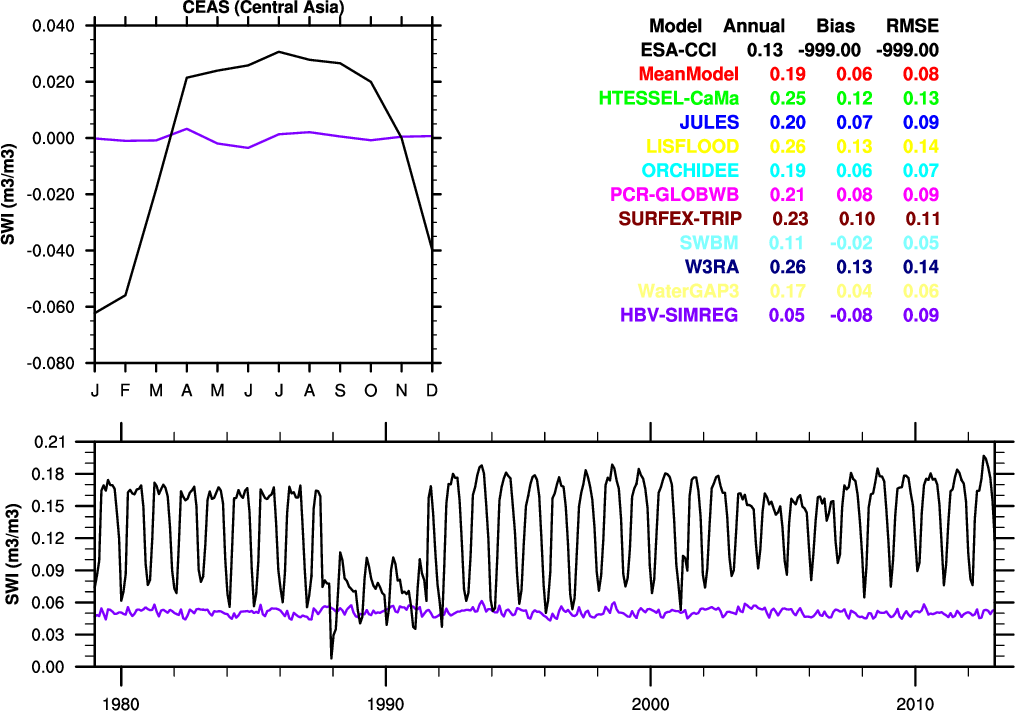 CEAS (Central Asia)
0.040
0.020
0.000
-0.020
-0.040
-0.060
-0.080
SWI (m3/m3)
J F M A M J J A S O N D
Model Annual Bias RMSE
ESA-CCI 0.13 -999.00 -999.00
MeanModel 0.19 0.06 0.08
HTESSEL-CaMa 0.25 0.12 0.13
JULES 0.20 0.07 0.09
LISFLOOD 0.26 0.13 0.14
ORCHIDEE 0.19 0.06 0.07
PCR-GLOBWB 0.21 0.08 0.09
SURFEX-TRIP 0.23 0.10 0.11
SWBM 0.11 -0.02 0.05
W3RA 0.26 0.13 0.14
WaterGAP3 0.17 0.04 0.06
HBV-SIMREG 0.05 -0.08 0.09
0.21
0.18
0.15
0.12
0.09
0.06
0.03
0.00
SWI (m3/m3)
1980 1990 2000 2010